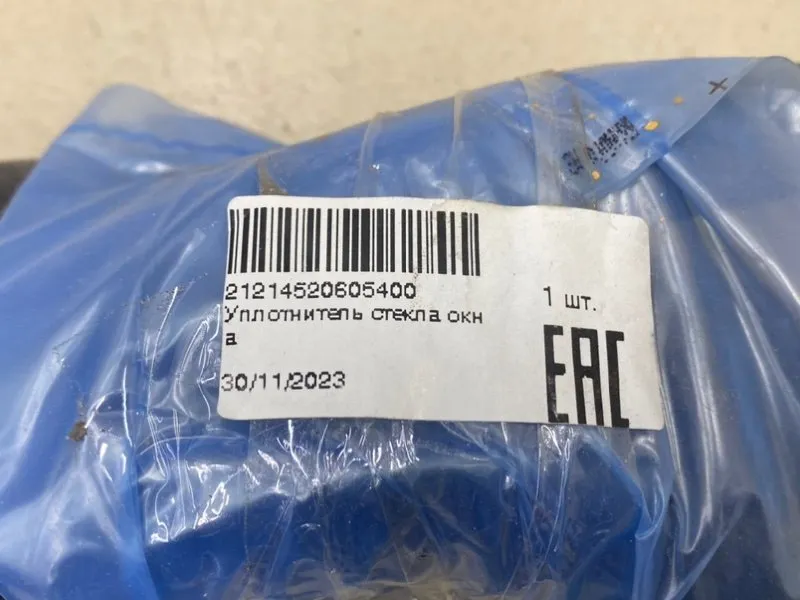 21214520605400
Уплотнитель стекла окн
а
30/11/2023
1 шт.
EAC